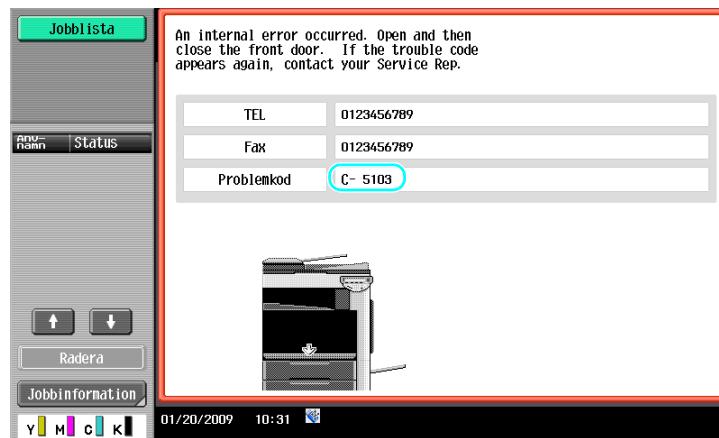 Jobblista
An internal error occurred. Open and then
close the front door. If the trouble code
appears again, contact your Service Rep.
TEL 0123456789
Fax 0123456789
Problemkod C- 5103
Anv-
namn Status
Radera
Jobbinformation
Y M C K
01/20/2009 10:31